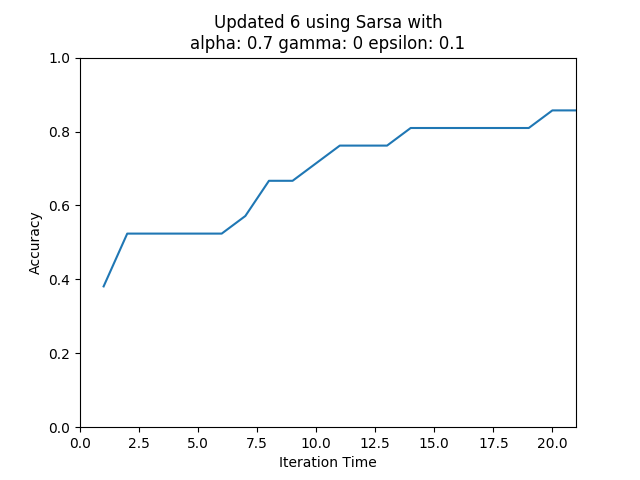 Updated 6 using Sarsa with
alpha: 0.7 gamma: 0 epsilon: 0.1
1.0
0.8
0.6
0.4
0.2
0.0
Accuracy
0.0 2.5 5.0 7.5 10.0 12.5 15.0 17.5 20.0
Iteration Time